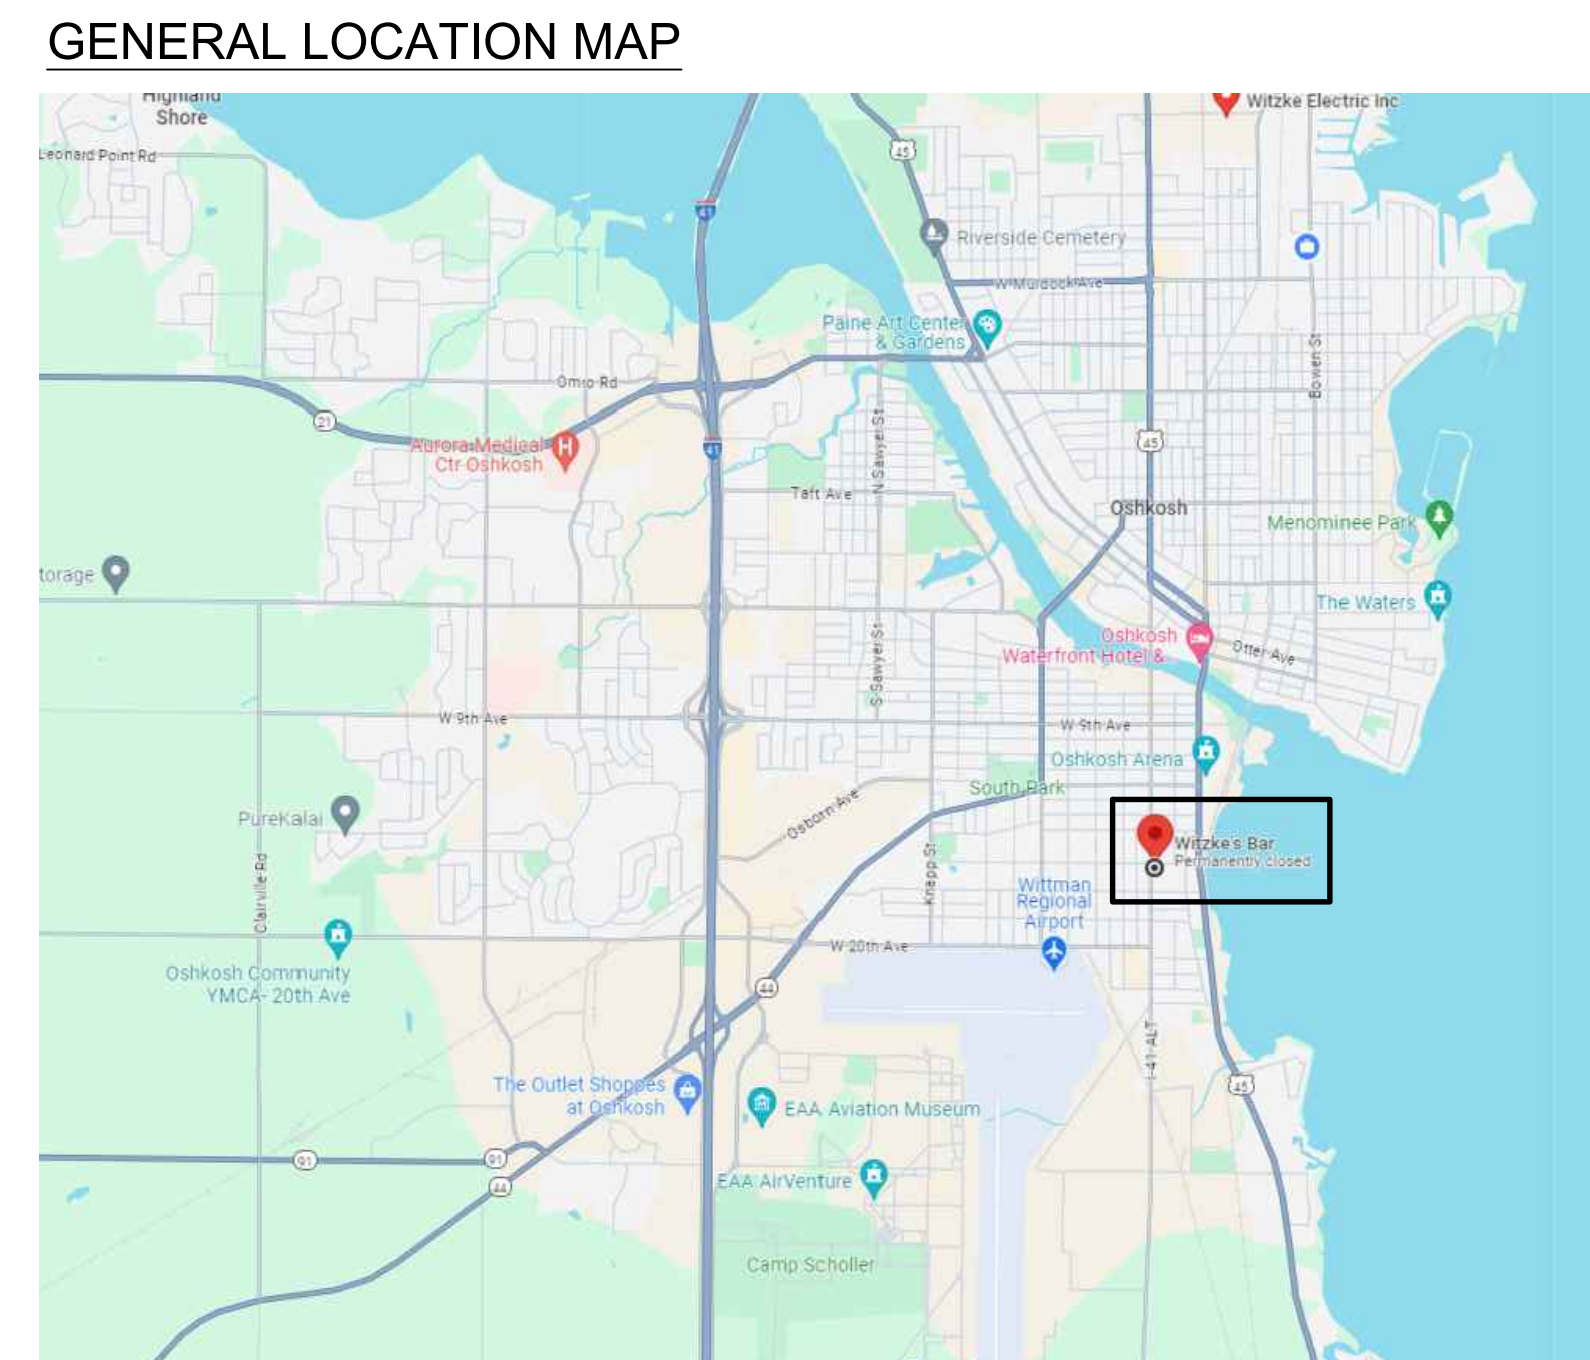 GENERAL LOCATION MAP
Highland
Shore
Witzke Electric Inc
Leonard Point Rd
45
41
Riverside Cemetery
W Murdock Ave
Paine Art Center
& Gardens
Bowen St
Omro Rd
21
Aurora Medical
Ctr Oshkosh
41
N Sawyer St
45
Taft Ave
Oshkosh
Menominee Park
torage
The Waters
Oshkosh
Waterfront Hotel &
Otter Ave
S Sawyer St
W 9th Ave
W 9th Ave
Oshkosh Arena
South Park
Osborn Ave
PureKalai
Witzke's Bar
Permanently closed
Knapp St
Clairville Rd
Wittman
Regional
Airport
W 20th Ave
Oshkosh Community
YMCA- 20th Ave
44
I-41-ALT
The Outlet Shoppes
at Oshkosh
45
EAA Aviation Museum
91
91
44
EAA AirVenture
Camp Scholler